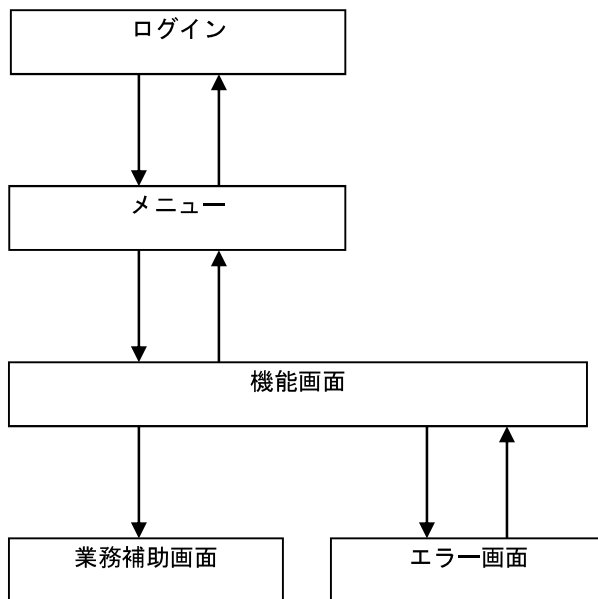 ログイン
メニュー
機能画面
業務補助画面
エラー画面